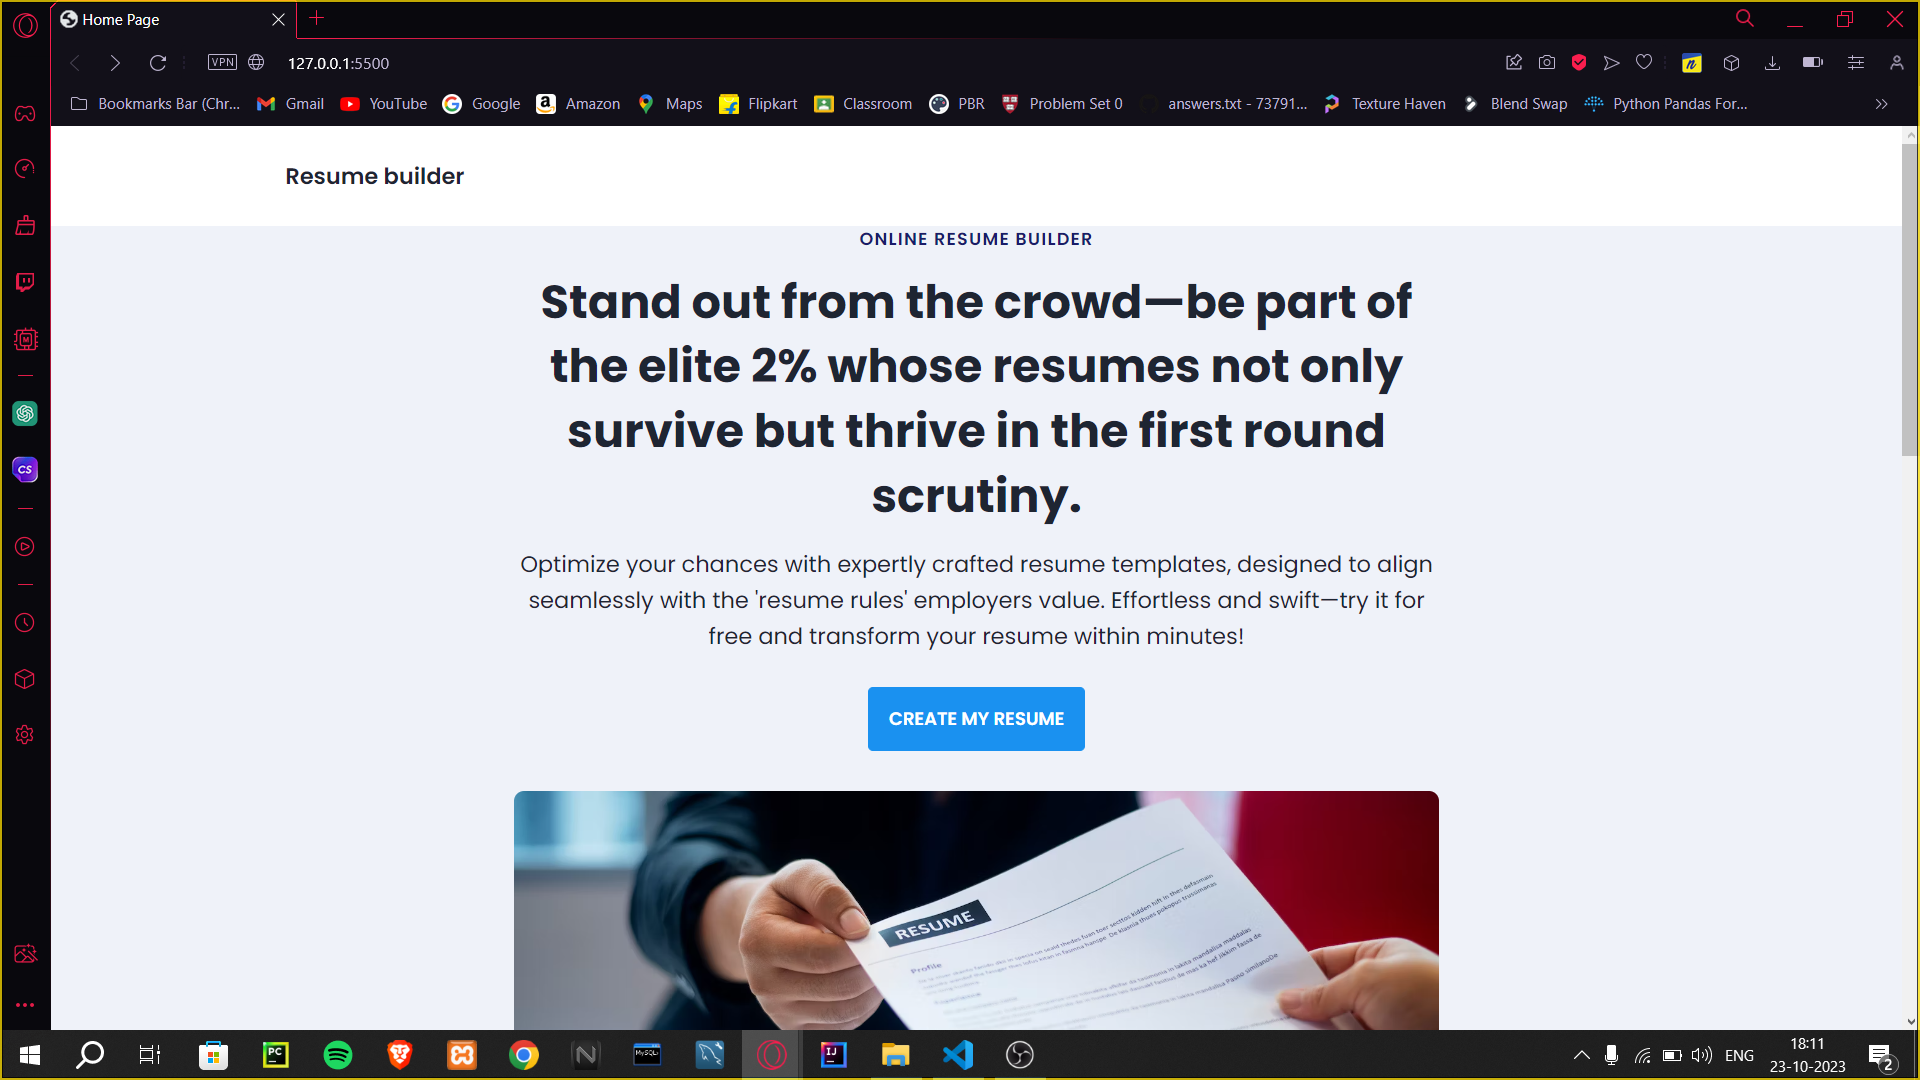 Home Page
VPN
127.0.0.1:5500
Bookmarks Bar (Chr...
Gmail
YouTube
Google
Amazon
Maps
Flipkart
Classroom
PBR
Problem Set 0
answers.txt - 73791...
Texture Haven
Blend Swap
Python Pandas For...
Resume builder
ONLINE RESUME BUILDER
Stand out from the crowd—be part of
the elite 2% whose resumes not only
survive but thrive in the first round
scrutiny.
Optimize your chances with expertly crafted resume templates, designed to align
seamlessly with the 'resume rules' employers value. Effortless and swift—try it for
free and transform your resume within minutes!
CREATE MY RESUME
RESUME
Profile
CS
PC
N
MySQL
IJ
ENG
18:11
23-10-2023
2